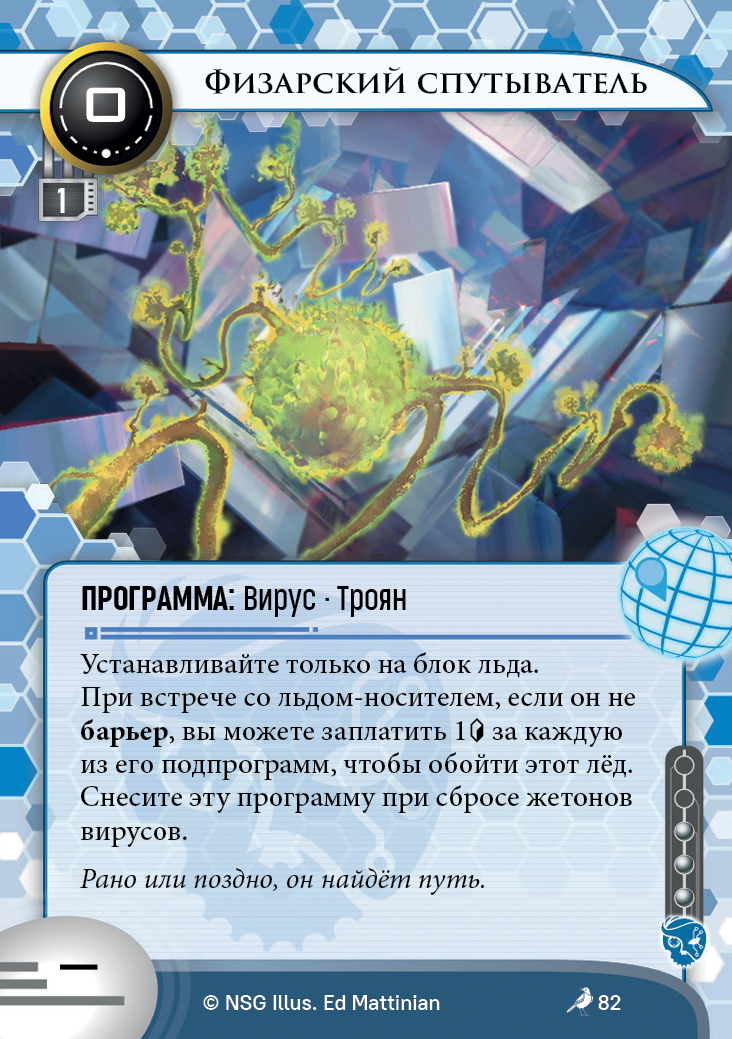 Физарский спутыватель
1
ПРОГРАММА: Вирус · Троян
Устанавливайте только на блок льда.
При встрече со льдом-носителем, если он не
барьер, вы можете заплатить 1 за каждую
из его подпрограмм, чтобы обойти этот лёд.
Снесите эту программу при сбросе жетонов
вирусов.
Рано или поздно, он найдёт путь.
© NSG Illus. Ed Mattinian
82